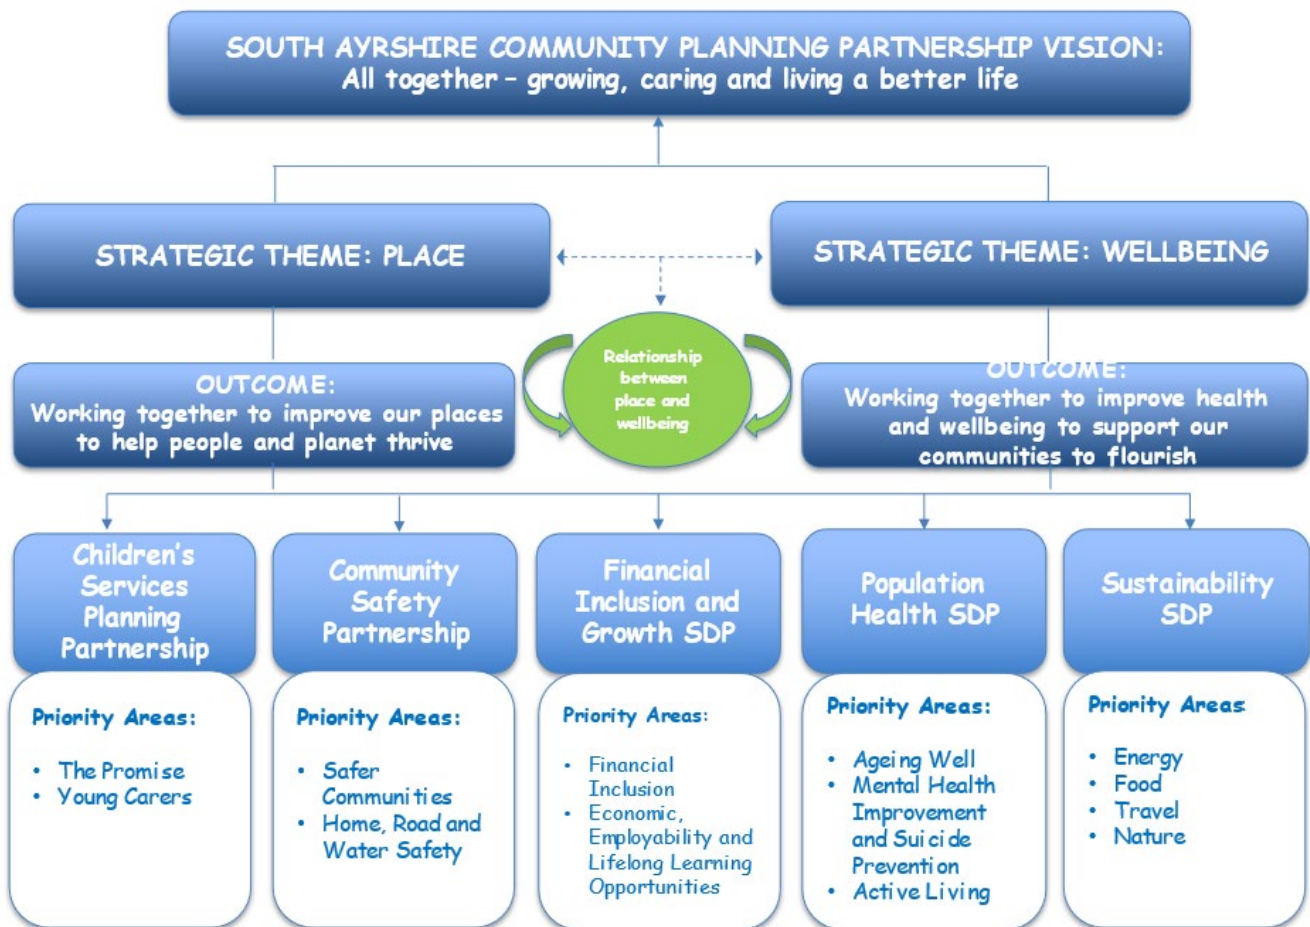 SOUTH AYRSHIRE COMMUNITY PLANNING PARTNERSHIP VISION:
All together – growing, caring and living a better life
STRATEGIC THEME: PLACE
STRATEGIC THEME: WELLBEING
Relationship
between
place and
wellbeing
OUTCOME:
Working together to improve our places
to help people and planet thrive
OUTCOME:
Working together to improve health
and wellbeing to support our
communities to flourish
Children's
Services
Planning
Partnership
Community
Safety
Partnership
Financial
Inclusion and
Growth SDP
Population
Health SDP
Sustainability
SDP
Priority Areas:
• The Promise
• Young Carers
Priority Areas:
• Safer
Communities
• Home, Road and
Water Safety
Priority Areas:
• Financial
Inclusion
• Economic,
Employability and
Lifelong Learning
Opportunities
Priority Areas:
• Ageing Well
• Mental Health
Improvement
and Suicide
Prevention
• Active Living
Priority Areas
• Energy
• Food
• Travel
• Nature